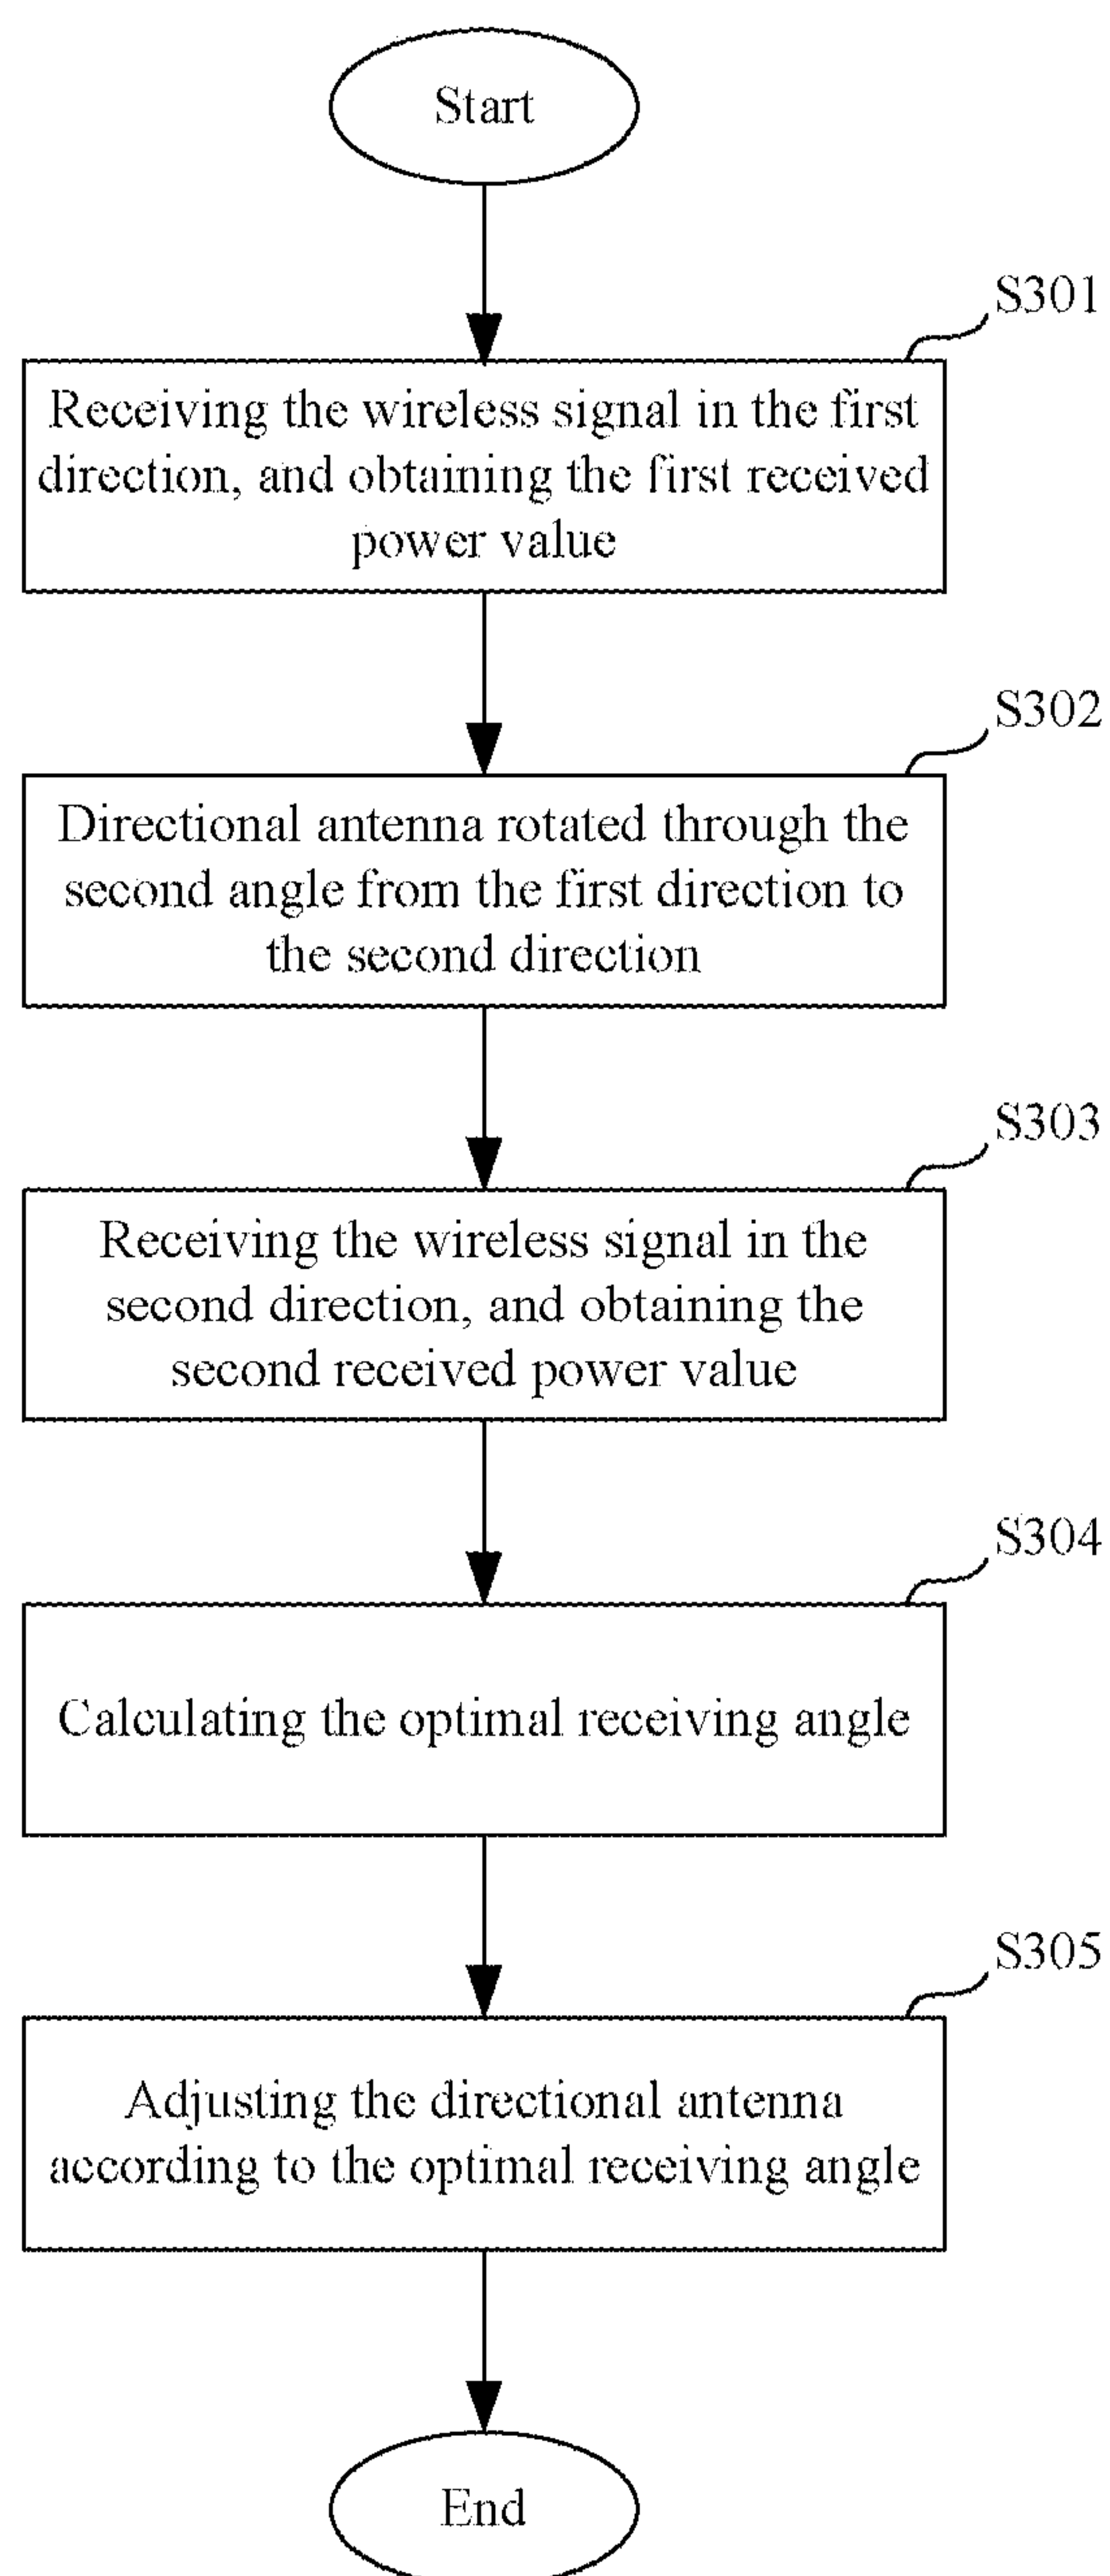 Start
S301
Receiving the wireless signal in the first
direction, and obtaining the first received
power value
S302
Directional antenna rotated through the
second angle from the first direction to
the second direction
S303
Receiving the wireless signal in the
second direction, and obtaining the
second received power value
S304
Calculating the optimal receiving angle
S305
Adjusting the directional antenna
according to the optimal receiving angle
End